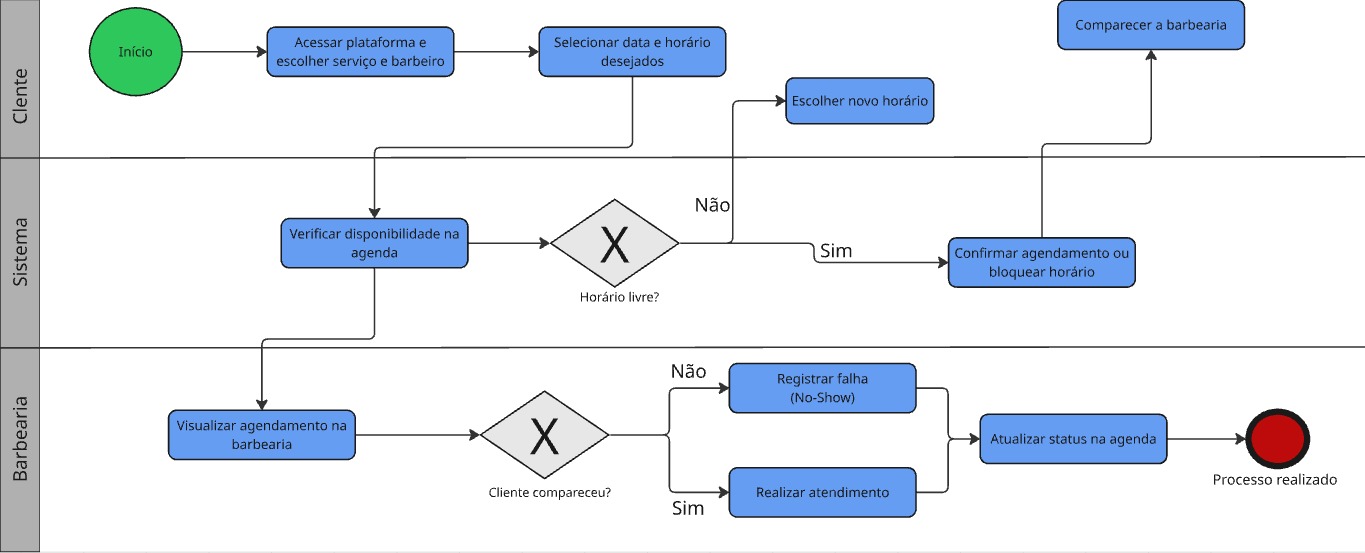 Clente
Início
Acessar plataforma e
escolher serviço e barbeiro
Selecionar data e horário
desejados
Escolher novo horário
Comparecer a barbearia
Sistema
Verificar disponibilidade na
agenda
X
Horário livre?
Não
Sim
Confirmar agendamento ou
bloquear horário
Barbearia
Visualizar agendamento na
barbearia
X
Cliente compareceu?
Não
Registrar falha
(No-Show)
Sim
Realizar atendimento
Atualizar status na agenda
Processo realizado